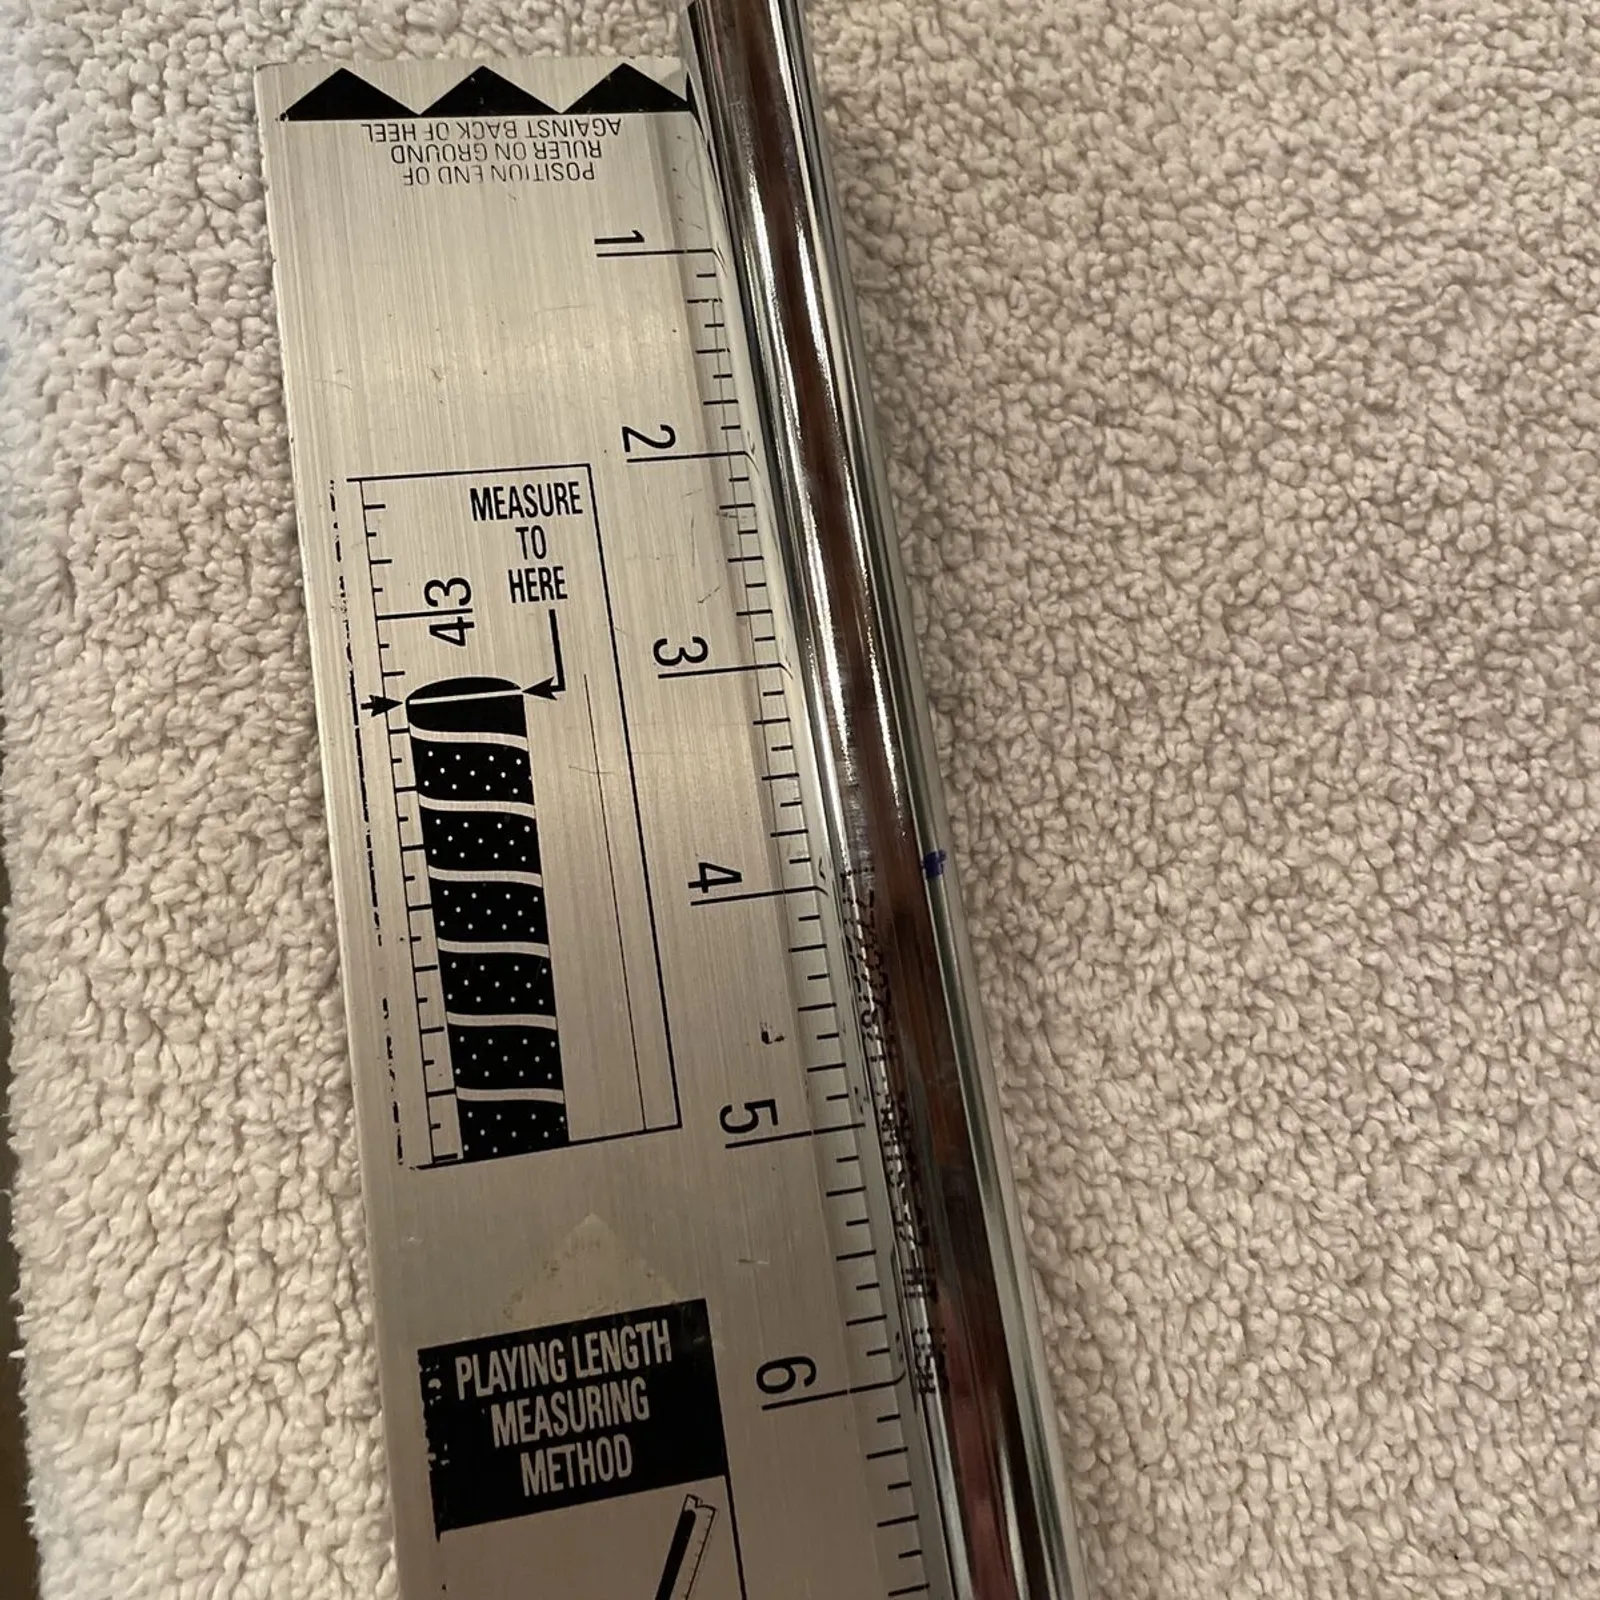 POSITION END OF
RULER ON GROUND
AGAINST BACK OF HEEL
1
2
MEASURE
TO
HERE
43
3
4
5
6
PLAYING LENGTH
MEASURING
METHOD